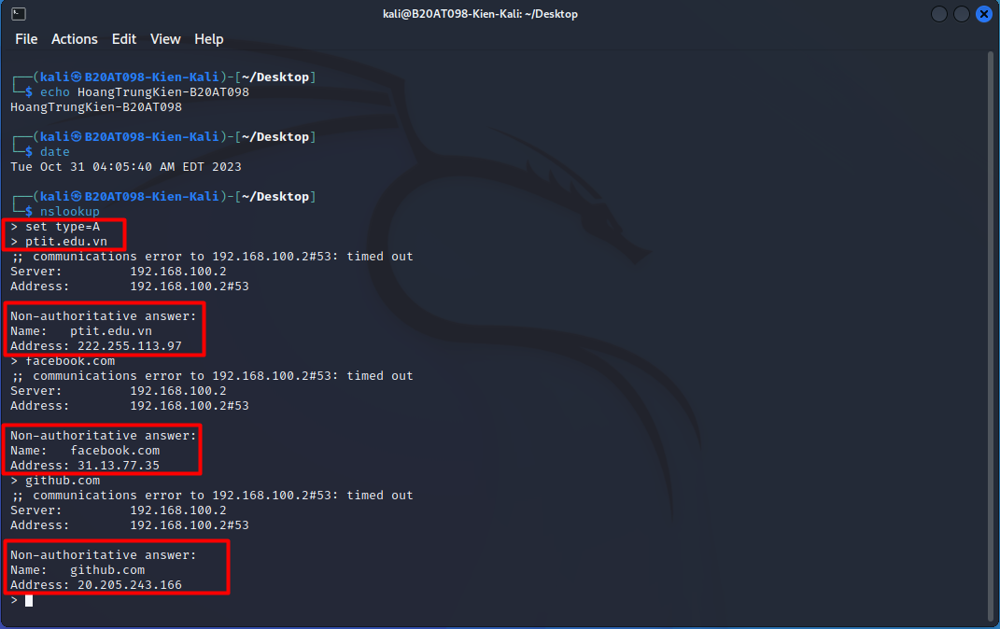 kali@B20AT098-Kien-Kali: ~/Desktop
File Actions Edit View Help
┌──(kali㉿B20AT098-Kien-Kali)-[~/Desktop]
└─$ echo HoangTrungKien-B20AT098
HoangTrungKien-B20AT098
┌──(kali㉿B20AT098-Kien-Kali)-[~/Desktop]
└─$ date
Tue Oct 31 04:05:40 AM EDT 2023
┌──(kali㉿B20AT098-Kien-Kali)-[~/Desktop]
└─$ nslookup
> set type=A
> ptit.edu.vn
;; communications error to 192.168.100.2#53: timed out
Server: 192.168.100.2
Address: 192.168.100.2#53
Non-authoritative answer:
Name: ptit.edu.vn
Address: 222.255.113.97
> facebook.com
;; communications error to 192.168.100.2#53: timed out
Server: 192.168.100.2
Address: 192.168.100.2#53
Non-authoritative answer:
Name: facebook.com
Address: 31.13.77.35
> github.com
;; communications error to 192.168.100.2#53: timed out
Server: 192.168.100.2
Address: 192.168.100.2#53
Non-authoritative answer:
Name: github.com
Address: 20.205.243.166
>